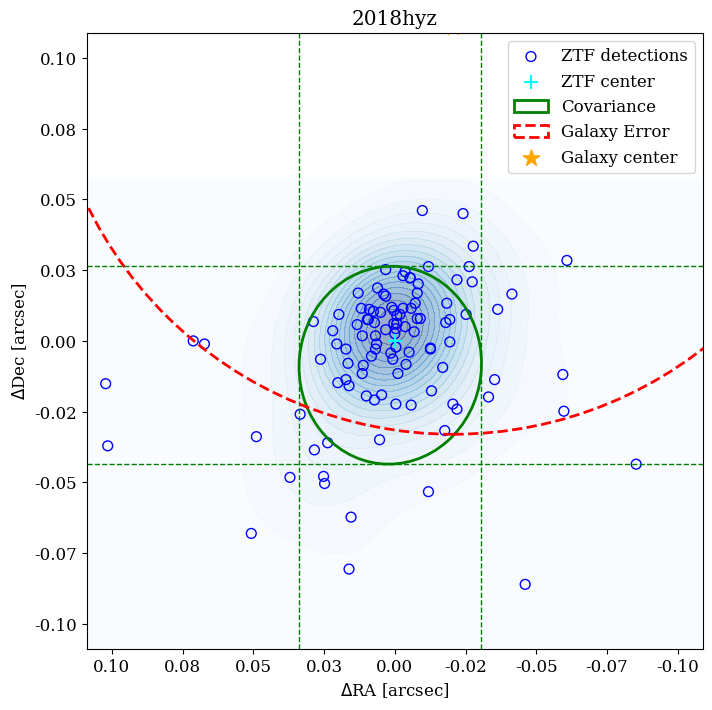 2018hyz
ZTF detections
ZTF center
Covariance
Galaxy Error
Galaxy center
0.10
0.08
0.05
0.03
0.00
-0.02
-0.05
-0.07
-0.10
ΔDec [arcsec]
0.10 0.08 0.05 0.03 0.00 -0.02 -0.05 -0.07 -0.10
ΔRA [arcsec]